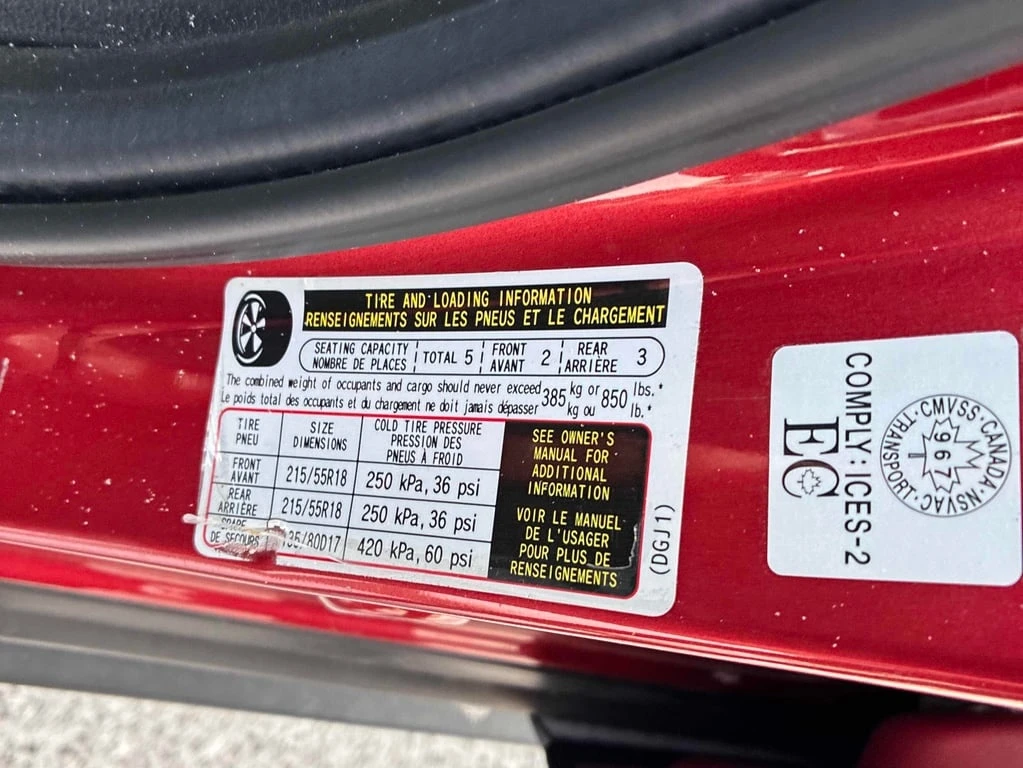 TIRE AND LOADING INFORMATION
RENSEIGNEMENTS SUR LES PNEUS ET LE CHARGEMENT
SEATING CAPACITY
NOMBRE DE PLACES
TOTAL 5
FRONT
AVANT
2
REAR
ARRIÈRE
3
The combined weight of occupants and cargo should never exceed 385 kg or 850 lbs.*
Le poids total des occupants et du chargement ne doit jamais dépasser kg ou lb.*
TIRE
PNEU
SIZE
DIMENSIONS
COLD TIRE PRESSURE
PRESSION DES
PNEUS À FROID
FRONT
AVANT
215/55R18
250 kPa, 36 psi
REAR
ARRIÈRE
215/55R18
250 kPa, 36 psi
SPARE
DE SECOURS
35/80D17
420 kPa, 60 psi
SEE OWNER'S
MANUAL FOR
ADDITIONAL
INFORMATION
VOIR LE MANUEL
DE L'USAGER
POUR PLUS DE
RENSEIGNEMENTS
(DGJ1)
COMPLY:ICES-2
EC
CMVSS·CANADA·NSVAC·TRANSPORT·
967